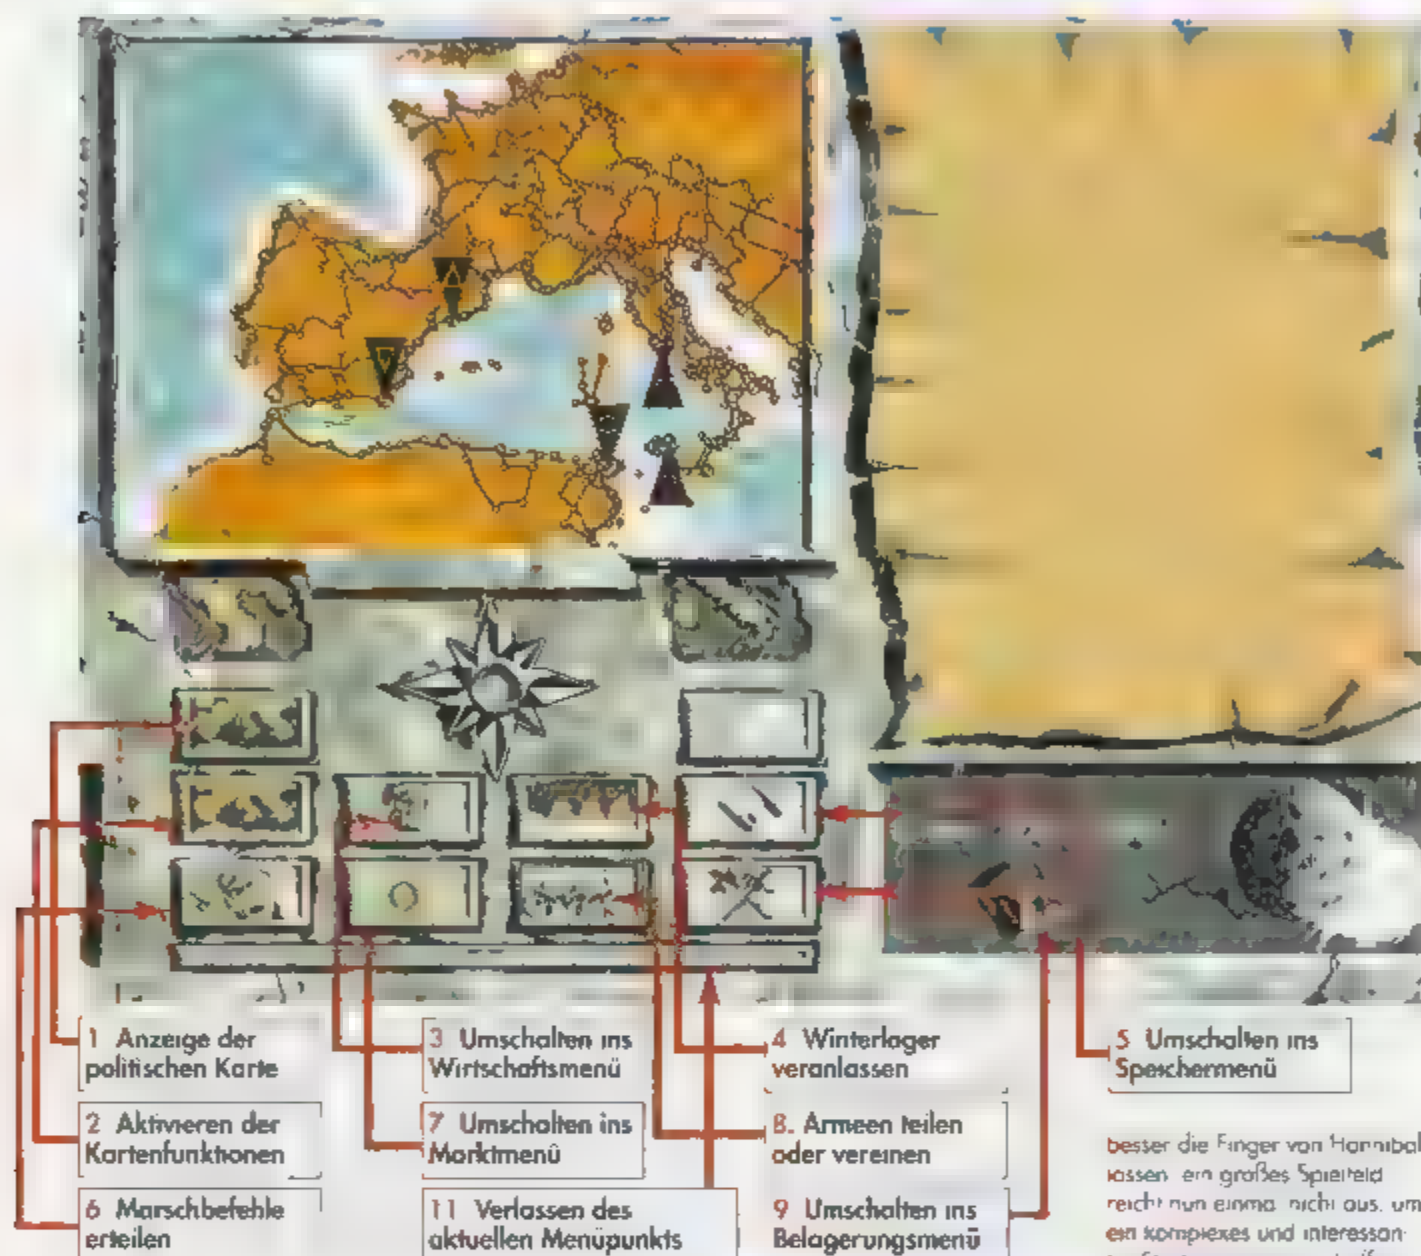 1 Anzeige der
politischen Karte
2 Aktivieren der
Kartenfunktionen
6 Marschbefehle
erteilen
3 Umschalten ins
Wirtschaftsmenü
7 Umschalten ins
Marktmenü
11 Verlassen des
aktuellen Menüpunkts
4 Winterlager
veranlassen
8. Armeen teilen
oder vereinen
9 Umschalten ins
Belagerungsmenü
5 Umschalten ins
Speichermenü
besser die Finger von Hannibal
lassen ein großes Spielfeld
reicht nun einmal nicht aus, um
ein komplexes und interessan-